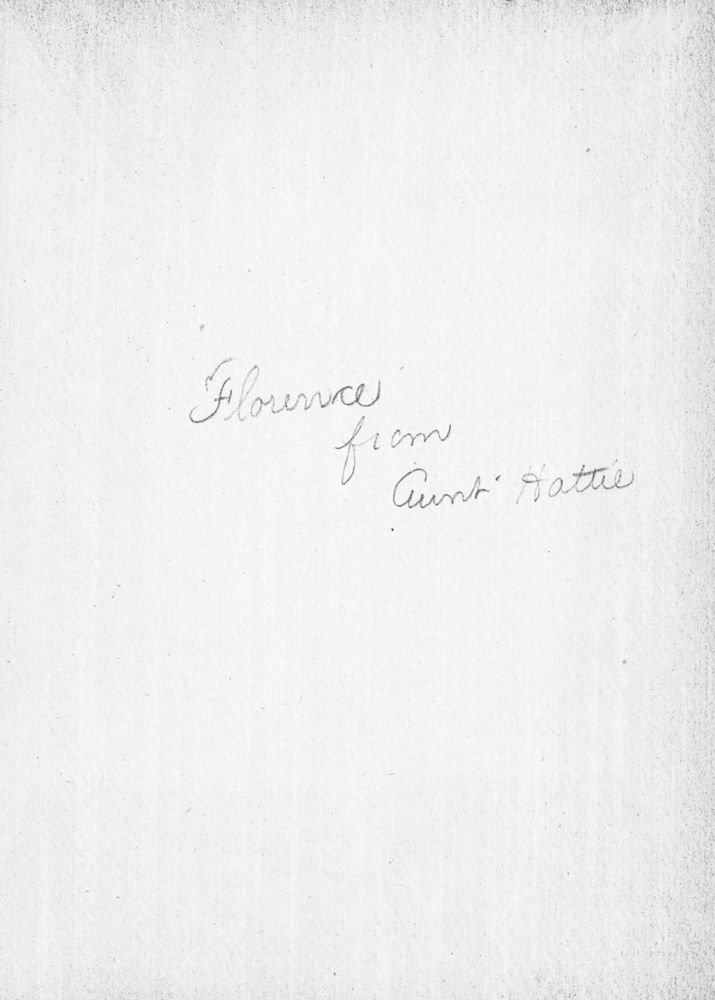 Florence
from
Aunt Hattie